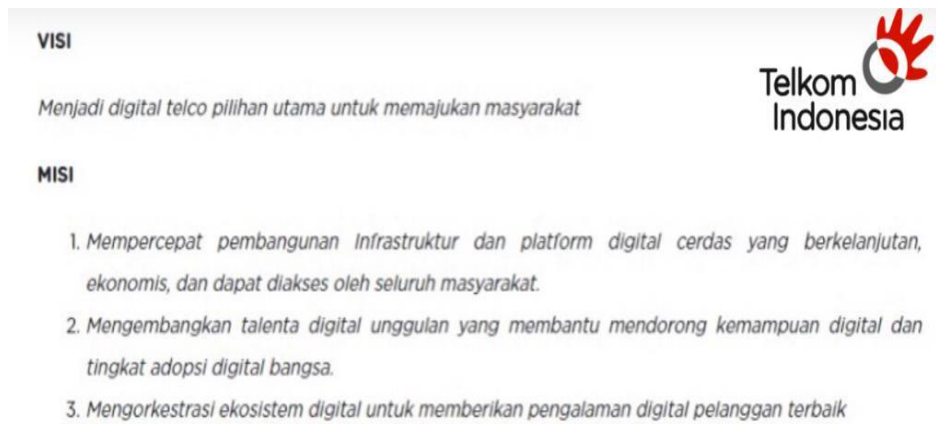 VISI
Telkom
Indonesia
Menjadi digital telco pilihan utama untuk memajukan masyarakat
MISI
1. Mempercepat pembangunan Infrastruktur dan platform digital cerdas yang berkelanjutan,
ekonomis, dan dapat diakses oleh seluruh masyarakat.
2. Mengembangkan talenta digital unggulan yang membantu mendorong kemampuan digital dan
tingkat adopsi digital bangsa.
3. Mengorkestrasi ekosistem digital untuk memberikan pengalaman digital pelanggan terbaik